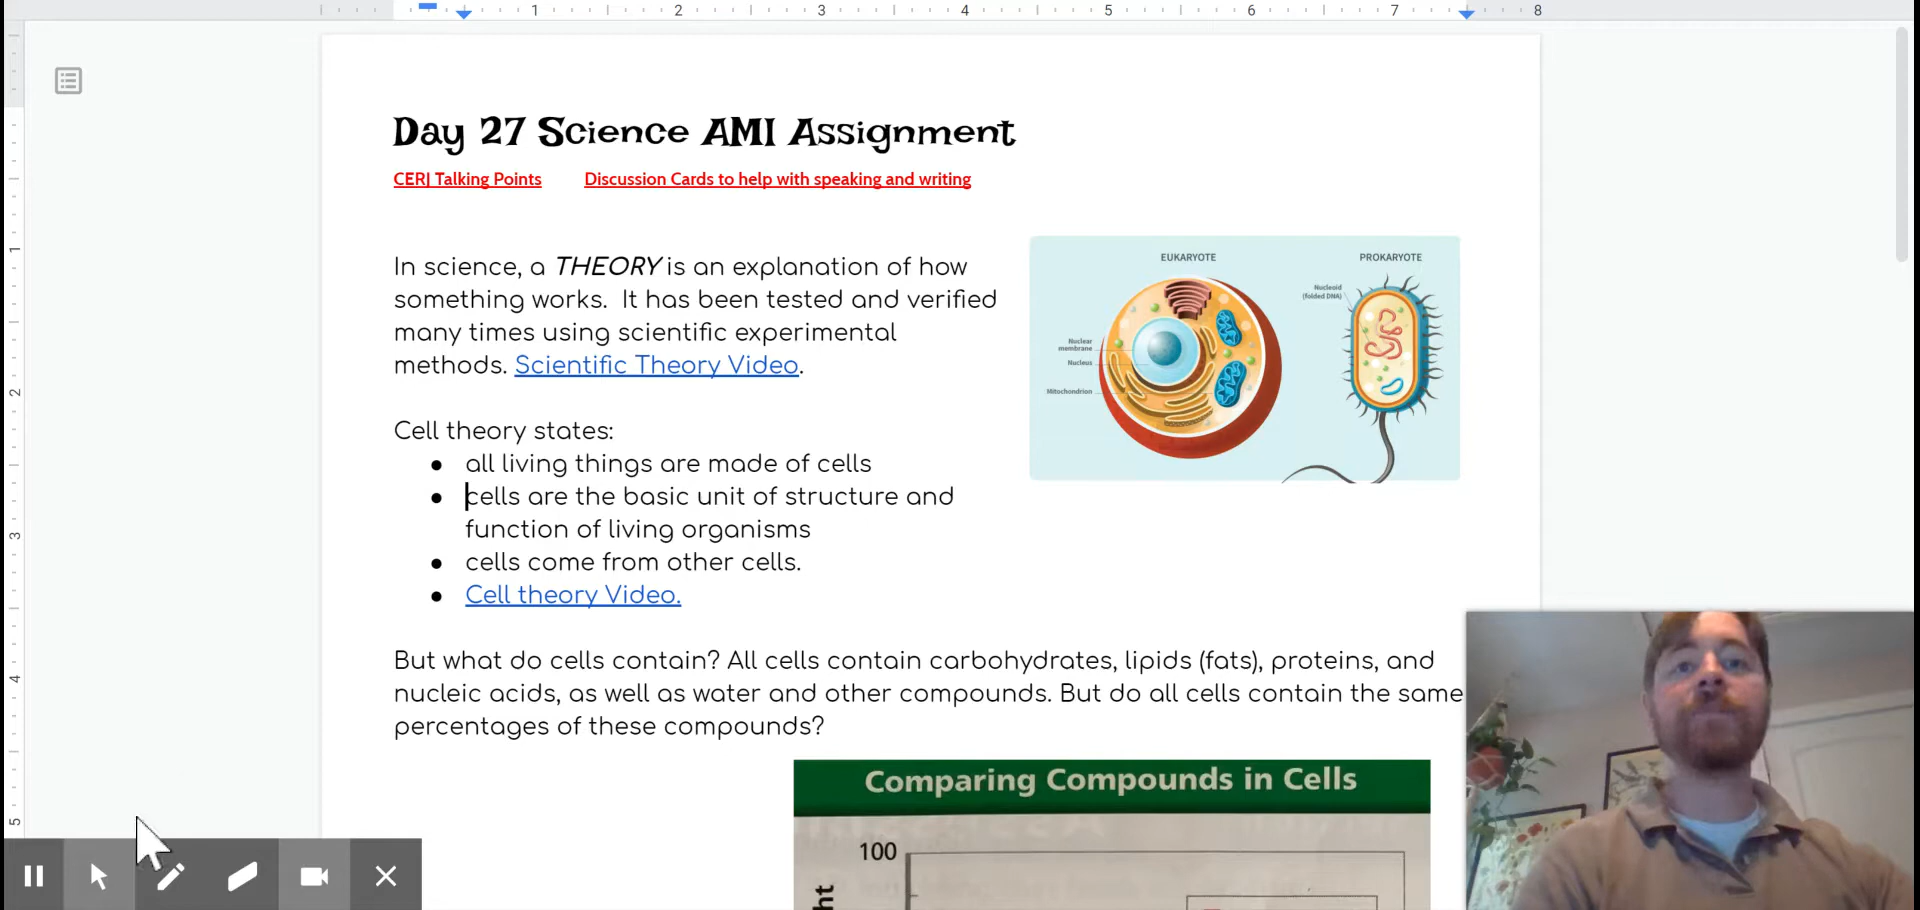 1 2 3 4 5 6 7 8
Day 27 Science AMI Assignment
CER| Talking Points Discussion Cards to help with speaking and writing
In science, a THEORY is an explanation of how
something works. It has been tested and verified
many times using scientific experimental
methods. Scientific Theory Video.
EUKARYOTE PROKARYOTE
Nucleoid
(folded DNA)
Nuclear
membrane
Nucleus
Mitochondrion
Cell theory states:
● all living things are made of cells
● cells are the basic unit of structure and
function of living organisms
● cells come from other cells.
● Cell theory Video.
But what do cells contain? All cells contain carbohydrates, lipids (fats), proteins, and
nucleic acids, as well as water and other compounds. But do all cells contain the same
percentages of these compounds?
Comparing Compounds in Cells
100
ht
1
2
3
4
5